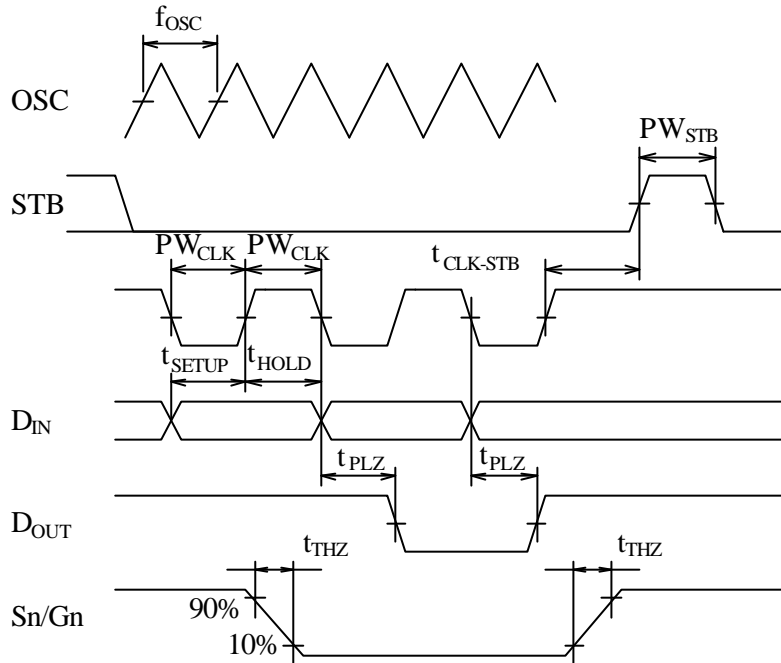 fOSC
OSC
PWSTB
STB
PWCLK PWCLK
tCLK-STB
tSETUP tHOLD
DIN
tPLZ tPLZ
DOUT
tTHZ tTHZ
Sn/Gn
90%
10%